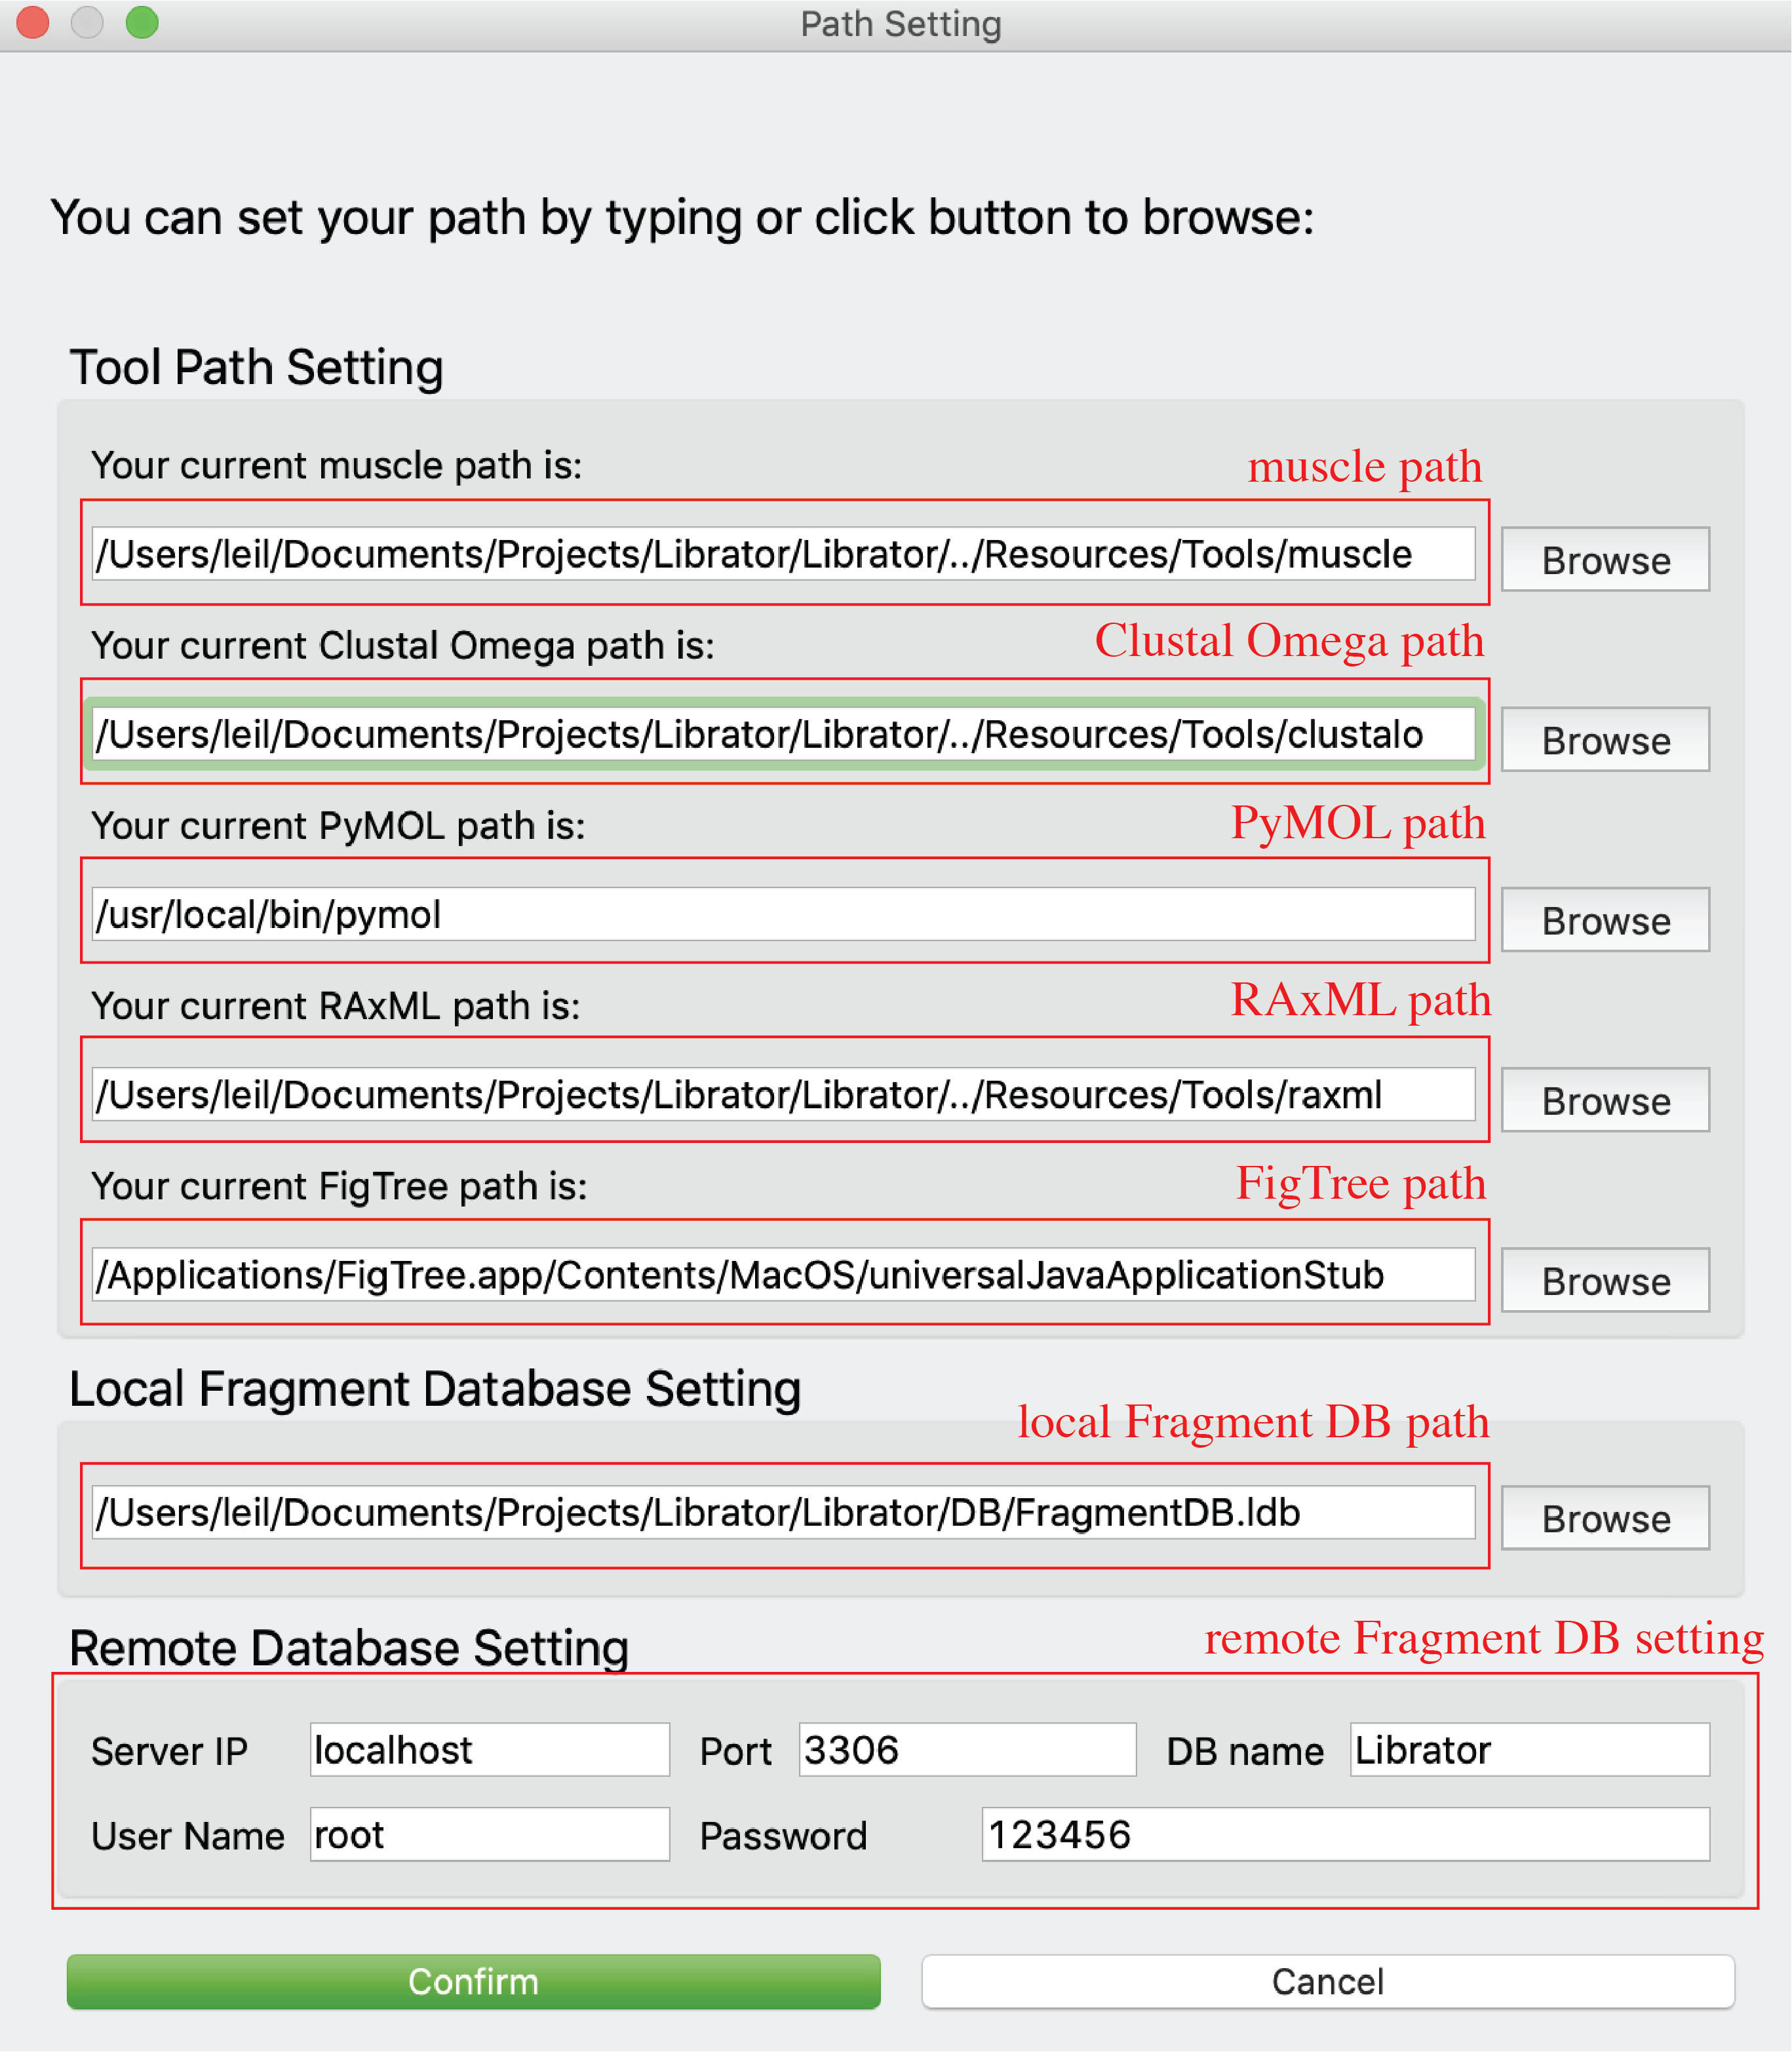 Path Setting
You can set your path by typing or click button to browse:
Tool Path Setting
Your current muscle path is:
muscle path
/Users/leil/Documents/Projects/Librator/Librator/../Resources/Tools/muscle
Browse
Your current Clustal Omega path is:
Clustal Omega path
/Users/leil/Documents/Projects/Librator/Librator/../Resources/Tools/clustalo
Browse
Your current PyMOL path is:
PyMOL path
/usr/local/bin/pymol
Browse
Your current RAxML path is:
RAxML path
/Users/leil/Documents/Projects/Librator/Librator/../Resources/Tools/raxml
Browse
Your current FigTree path is:
FigTree path
/Applications/FigTree.app/Contents/MacOS/universalJavaApplicationStub
Browse
Local Fragment Database Setting
local Fragment DB path
/Users/leil/Documents/Projects/Librator/Librator/DB/FragmentDB.ldb
Browse
Remote Database Setting
remote Fragment DB setting
Server IP localhost Port 3306 DB name Librator
User Name root Password 123456
Confirm Cancel